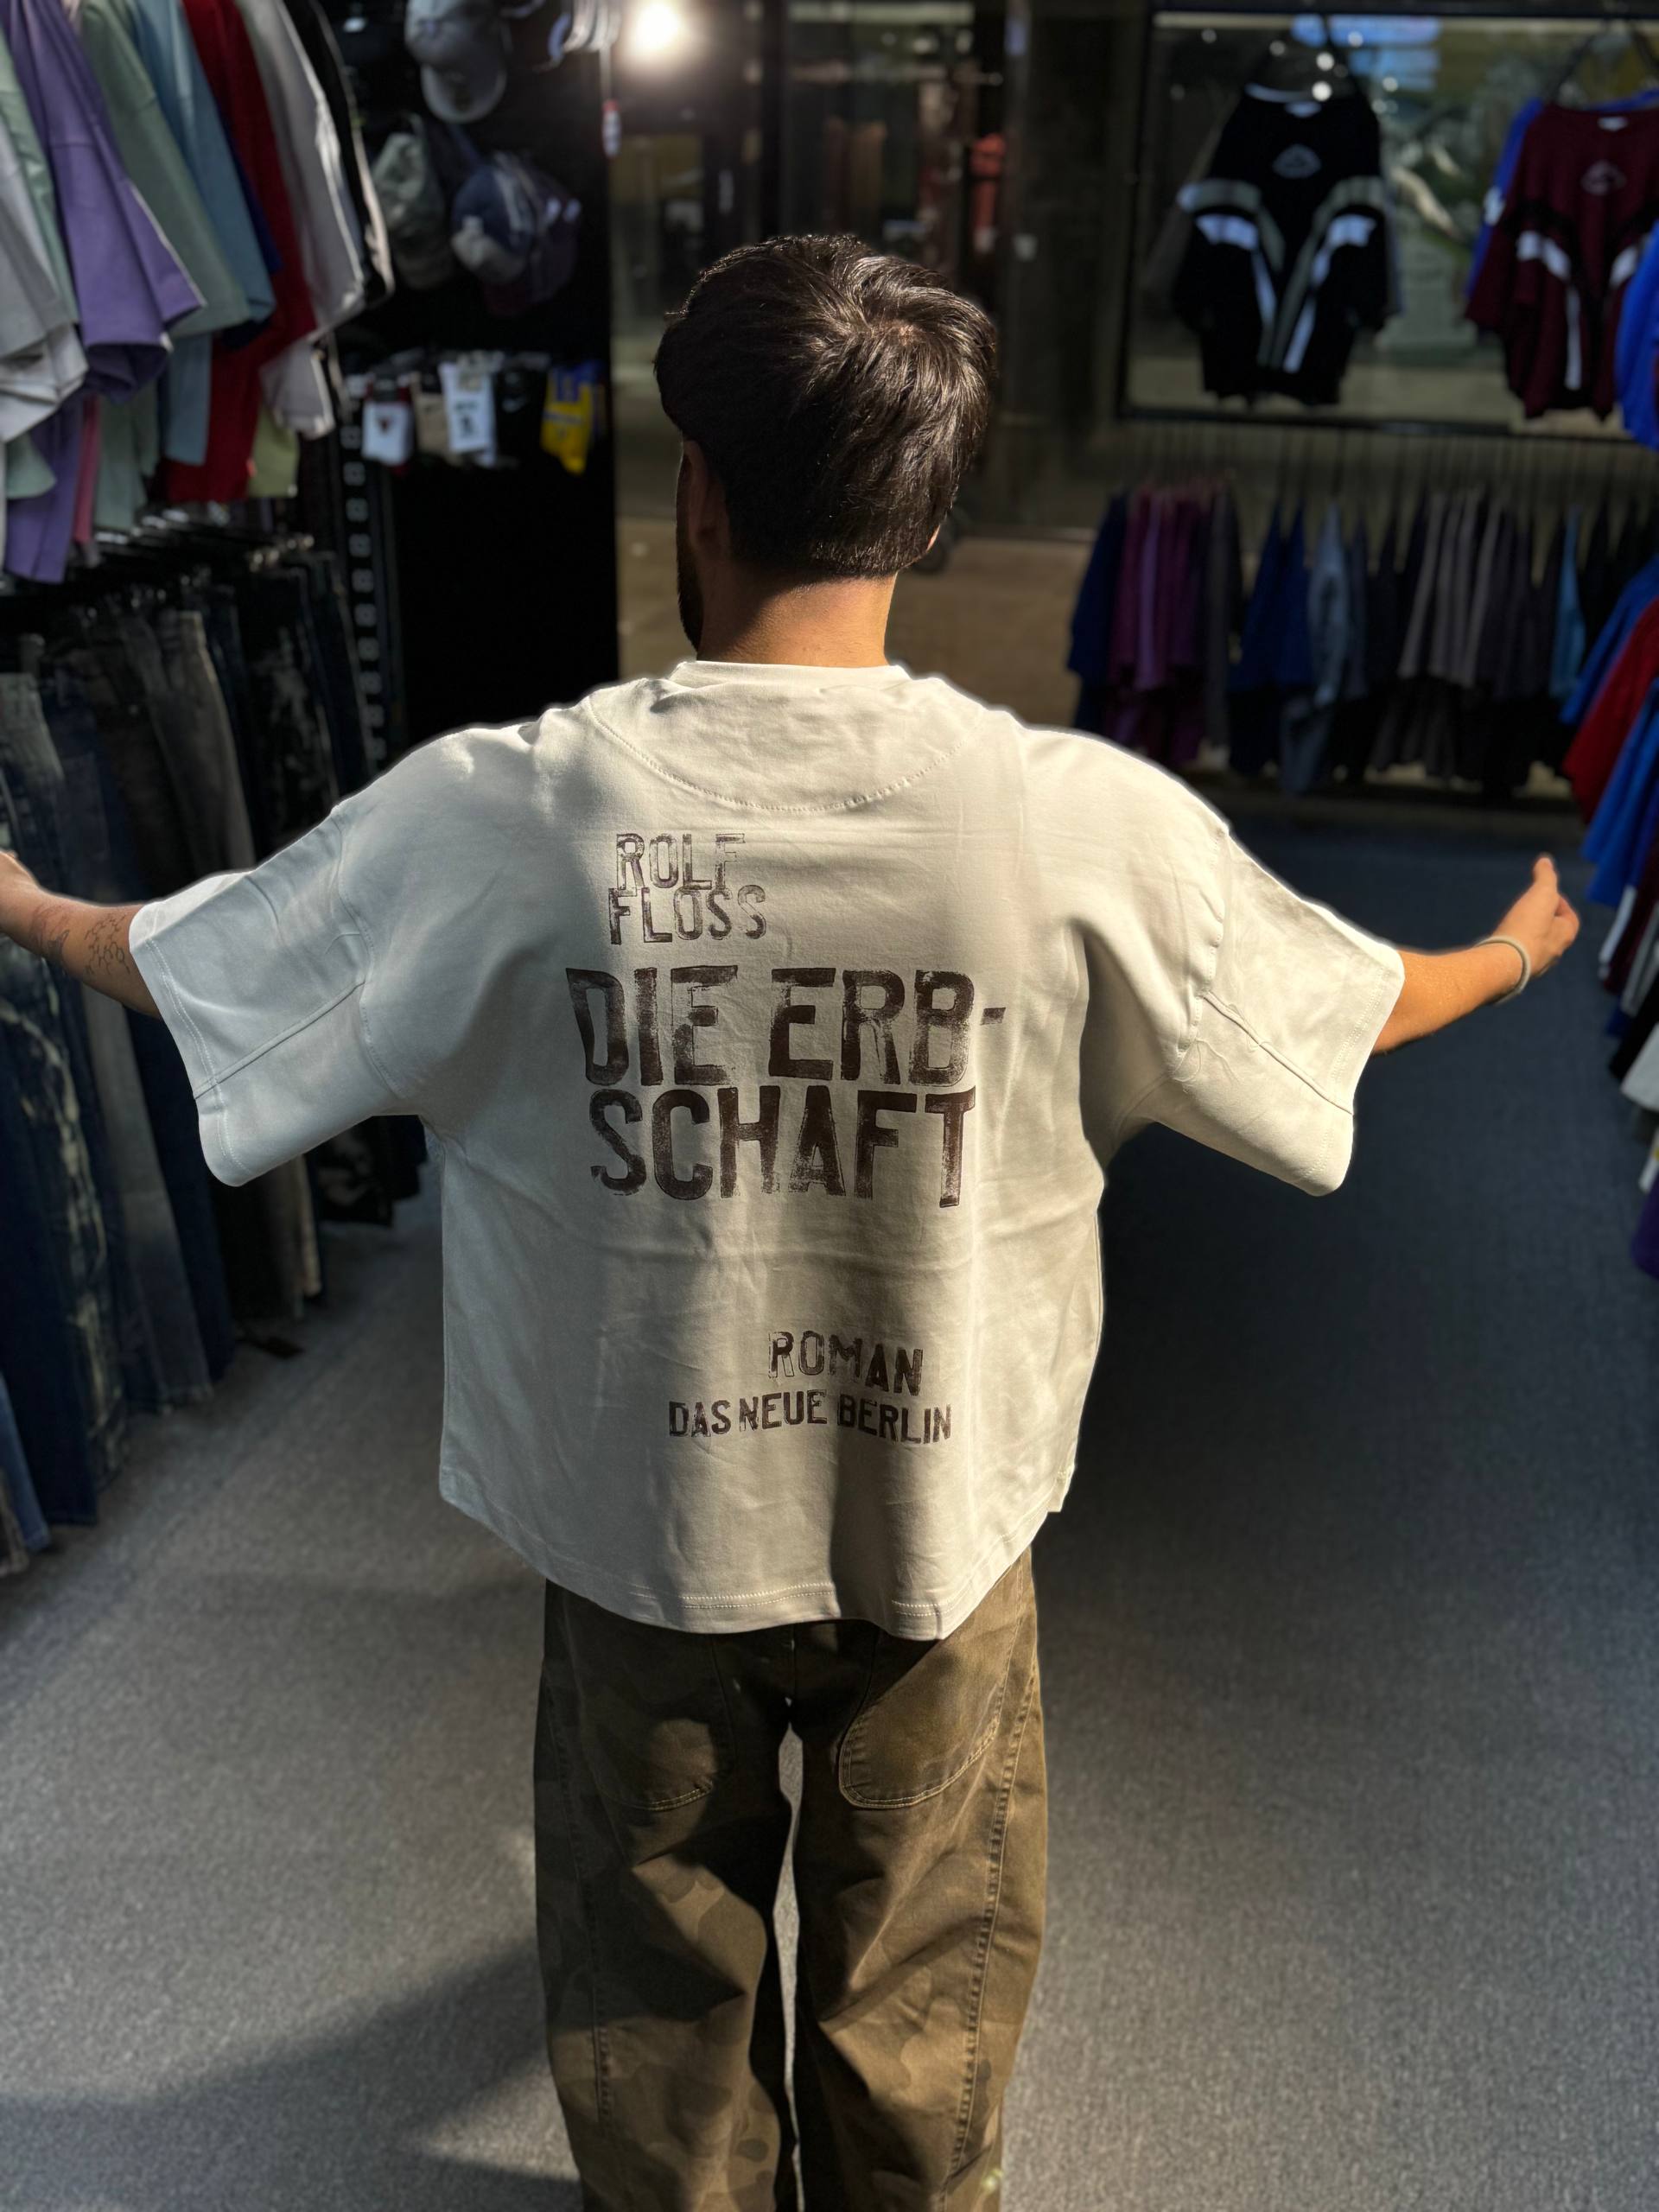 ROLF
FLOSS
DIE ERB-
SCHAFT
ROMAN
DAS NEUE BERLIN